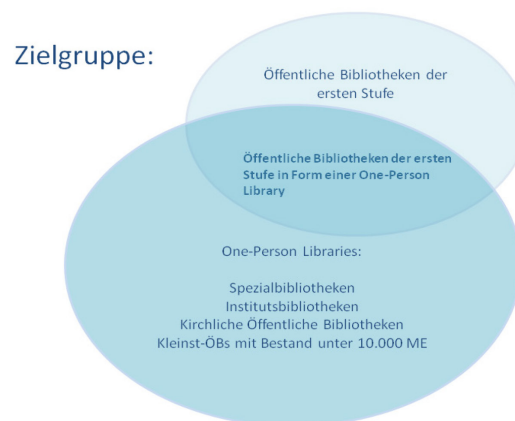 Zielgruppe:
Öffentliche Bibliotheken der
ersten Stufe
Öffentliche Bibliotheken der ersten
Stufe in Form einer One-Person
Library
One-Person Libraries:
Spezialbibliotheken
Institutsbibliotheken
Kirchliche Öffentliche Bibliotheken
Kleinst-ÖBs mit Bestand unter 10.000 ME